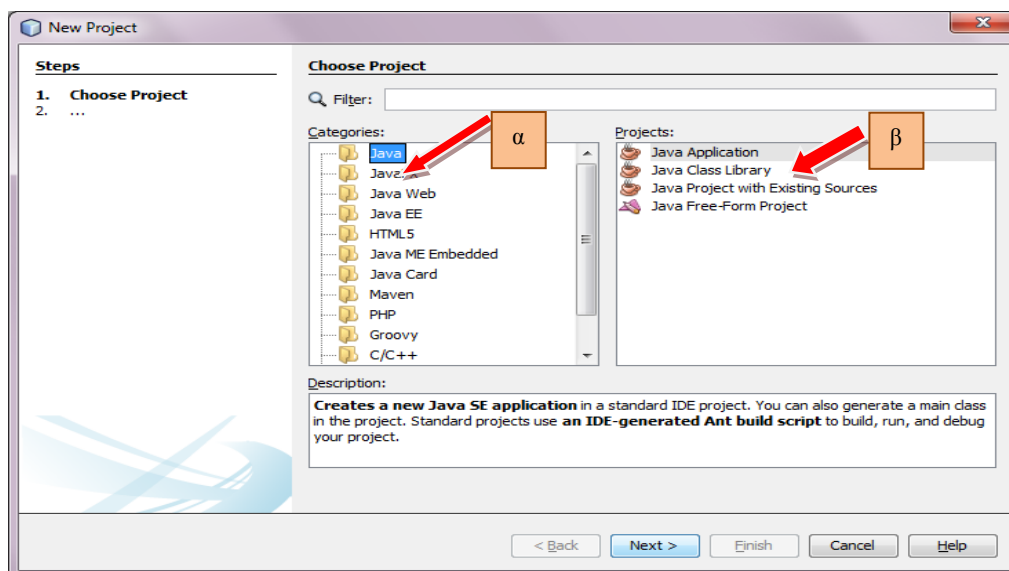 New Project
Steps
1. Choose Project
2. ...
Choose Project
Filter:
Categories:
Java
Java
Java Web
Java EE
HTML5
Java ME Embedded
Java Card
Maven
PHP
Groovy
C/C++
α
Projects:
Java Application
Java Class Library
Java Project with Existing Sources
Java Free-Form Project
β
Description:
Creates a new Java SE application in a standard IDE project. You can also generate a main class
in the project. Standard projects use an IDE-generated Ant build script to build, run, and debug
your project.
< Back
Next >
Finish
Cancel
Help